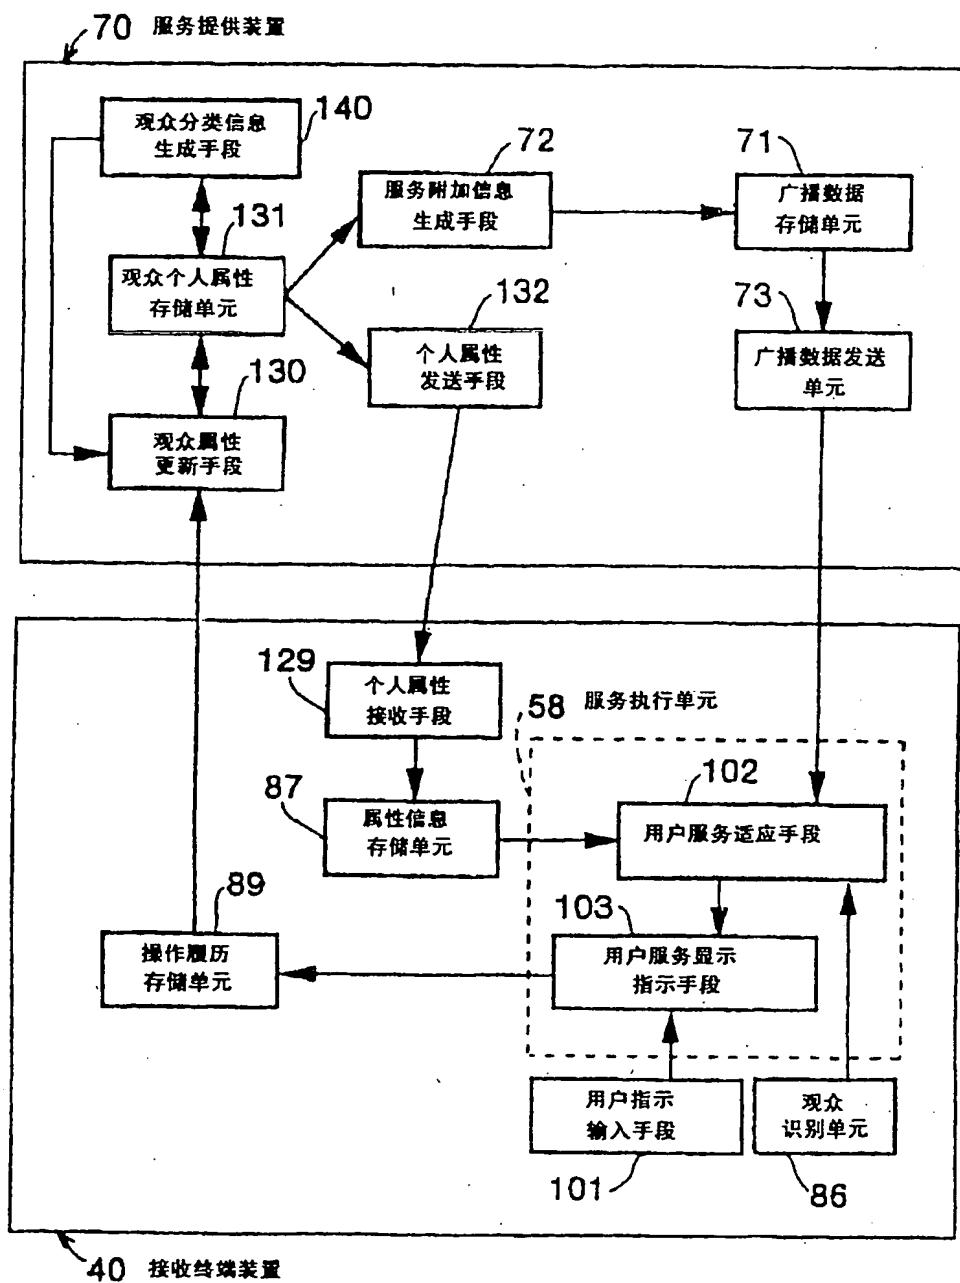 70 服务提供装置
140
观众分类信息
生成手段
72
服务附加信息
生成手段
71
广播数据
存储单元
131
观众个人属性
存储单元
132
个人属性
发送手段
73
广播数据发送
单元
130
观众属性
更新手段
129
个人属性
接收手段
58 服务执行单元
87
属性信息
存储单元
102
用户服务适应手段
89
操作履历
存储单元
103
用户服务显示
指示手段
用户指示
输入手段
101
观众
识别单元
86
40 接收终端装置